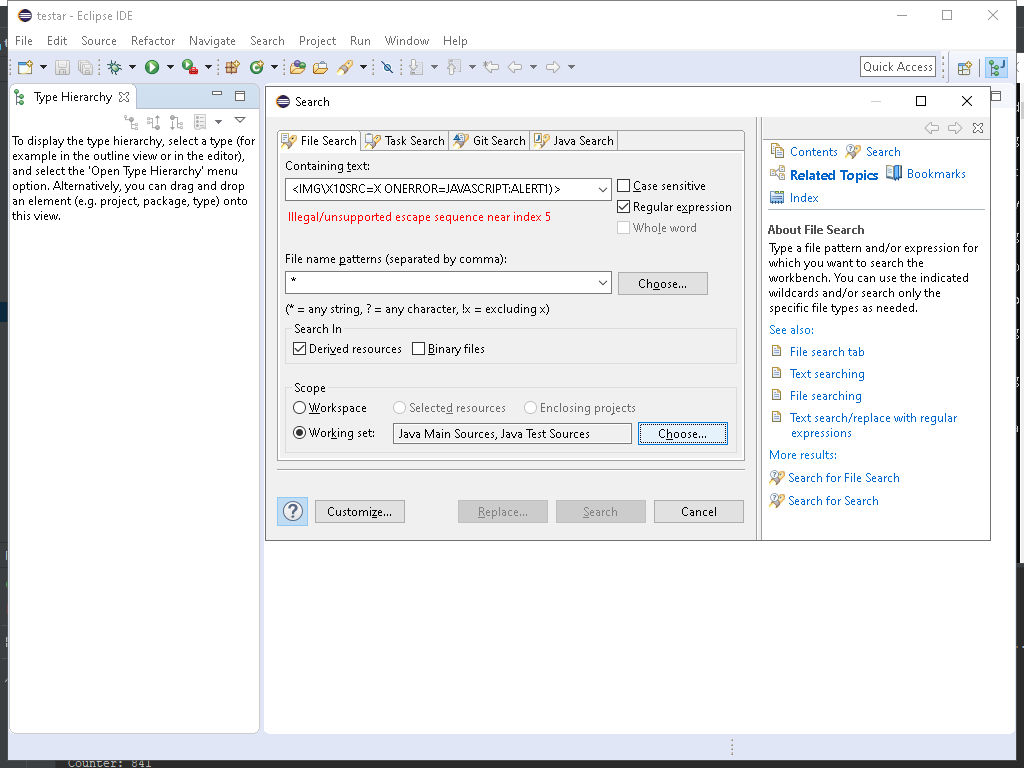 testar - Eclipse IDE
File Edit Source Refactor Navigate Search Project Run Window Help
Quick Access
Type Hierarchy
To display the type hierarchy, select a type (for
example in the outline view or in the editor),
and select the 'Open Type Hierarchy' menu
option. Alternatively, you can drag and drop
an element (e.g. project, package, type) onto
this view.
Search
File Search Task Search Git Search Java Search
Containing text:
<IMG\X10SRC=X ONERROR=JAVASCRIPT:ALERT1)>
Case sensitive
Illegal/unsupported escape sequence near index 5
Regular expression
Whole word
File name patterns (separated by comma):
*
Choose...
(* = any string, ? = any character, !x = excluding x)
Search In
Derived resources Binary files
Scope
Workspace Selected resources Enclosing projects
Working set: Java Main Sources, Java Test Sources Choose...
Customize... Replace... Search Cancel
Contents Search
Related Topics Bookmarks
Index
About File Search
Type a file pattern and/or expression for
which you want to search the
workbench. You can use the indicated
wildcards and/or search only the
specific file types as needed.
See also:
File search tab
Text searching
File searching
Text search/replace with regular
expressions
More results:
Search for File Search
Search for Search
Counter: 841